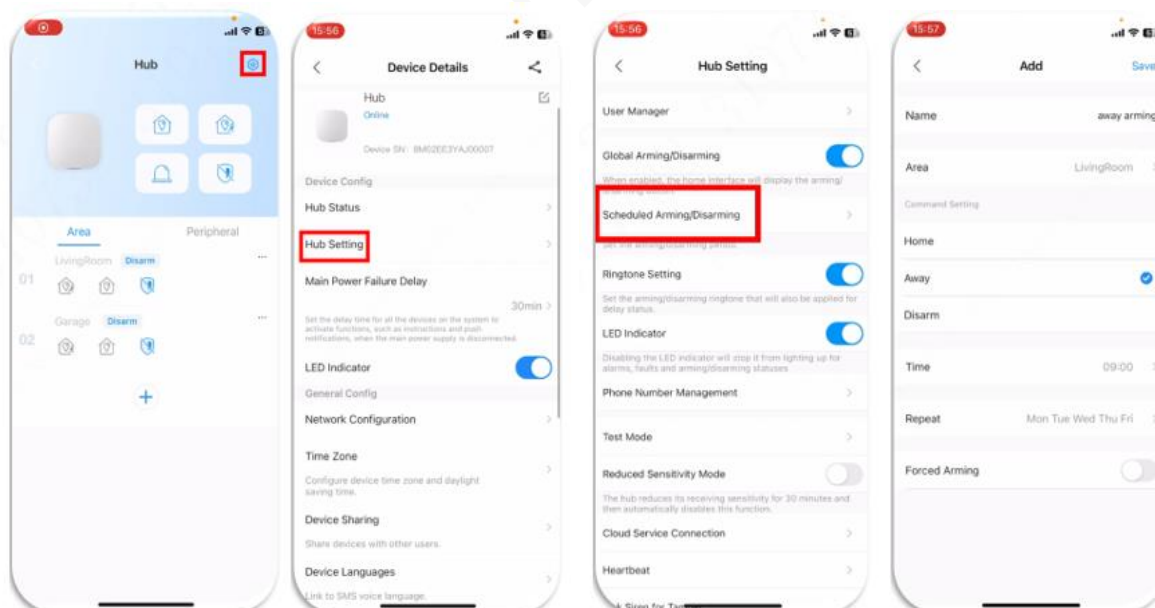 Hub
Area
Peripheral
01
LivingRoom Disarm
...
02
Garage Disarm
...
+
15:56
Device Details
Hub
Online
Device SN:
Device Config
Hub Status
Hub Setting
Main Power Failure Delay
30min
Set the delay time for all the devices on the system to
activate functions, such as instructions and push
notifications, when the main power supply is disconnected.
LED Indicator
General Config
Network Configuration
Time Zone
Configure device time zone and daylight
saving time.
Device Sharing
Share devices with other users.
Device Languages
Link to SMS voice language.
15:56
Hub Setting
User Manager
Global Arming/Disarming
When enabled, the home interface will display the arming/
Scheduled Arming/Disarming
Set the arming/disarming period.
Ringtone Setting
Set the arming/disarming ringtone that will also be applied for
delay status.
LED Indicator
Disabling the LED indicator will stop it from lighting up for
alarms, faults and arming/disarming statuses
Phone Number Management
Test Mode
Reduced Sensitivity Mode
The hub reduces its receiving sensitivity for 30 minutes and
then automatically disables this function.
Cloud Service Connection
Heartbeat
Siren for
15:57
Add
Save
Name
away arming
Area
LivingRoom
Command Setting
Home
Away
Disarm
Time
09:00
Repeat
Mon Tue Wed Thu Fri
Forced Arming